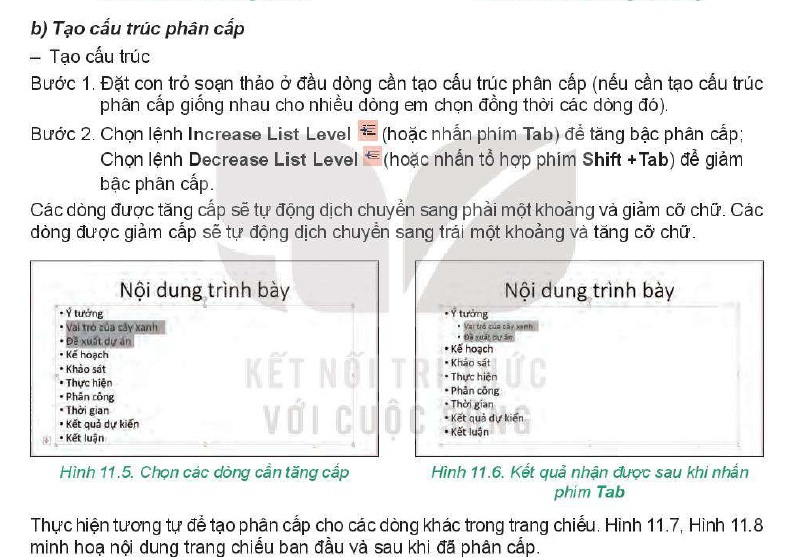 b) Tạo cấu trúc phân cấp
– Tạo cấu trúc
Bước 1. Đặt con trỏ soạn thảo ở đầu dòng cần tạo cấu trúc phân cấp (nếu cần tạo cấu trúc
phân cấp giống nhau cho nhiều dòng em chọn đồng thời các dòng đó).
Bước 2. Chọn lệnh Increase List Level (hoặc nhấn phím Tab) để tăng bậc phân cấp;
Chọn lệnh Decrease List Level (hoặc nhấn tổ hợp phím Shift +Tab) để giảm
bậc phân cấp.
Các dòng được tăng cấp sẽ tự động dịch chuyển sang phải một khoảng và giảm cỡ chữ. Các
dòng được giảm cấp sẽ tự động dịch chuyển sang trái một khoảng và tăng cỡ chữ.
Nội dung trình bày
• Ý tưởng
• Vai trò của cây xanh
• Đề xuất dự án
• Kế hoạch
• Khảo sát
• Thực hiện
• Phân công
• Thời gian
• Kết quả dự kiến
• Kết luận
Nội dung trình bày
• Ý tưởng
• Vai trò của cây xanh
• Đề xuất dự án
• Kế hoạch
• Khảo sát
• Thực hiện
• Phân công
• Thời gian
• Kết quả dự kiến
• Kết luận
KẾT NỐI TRI THỨC
VỚI CUỘC SỐNG
Hình 11.5. Chọn các dòng cần tăng cấp
Hình 11.6. Kết quả nhận được sau khi nhấn
phím Tab
Thực hiện tương tự để tạo phân cấp cho các dòng khác trong trang chiếu. Hình 11.7, Hình 11.8
minh hoạ nội dung trang chiếu ban đầu và sau khi đã phân cấp.